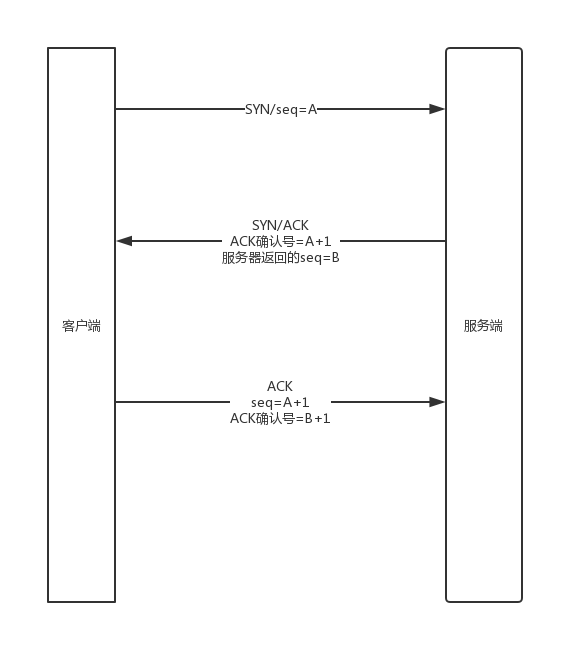 SYN/seq=A
SYN/ACK
ACK确认号=A+1
服务器返回的seq=B
客户端
服务端
ACK
seq=A+1
ACK确认号=B+1